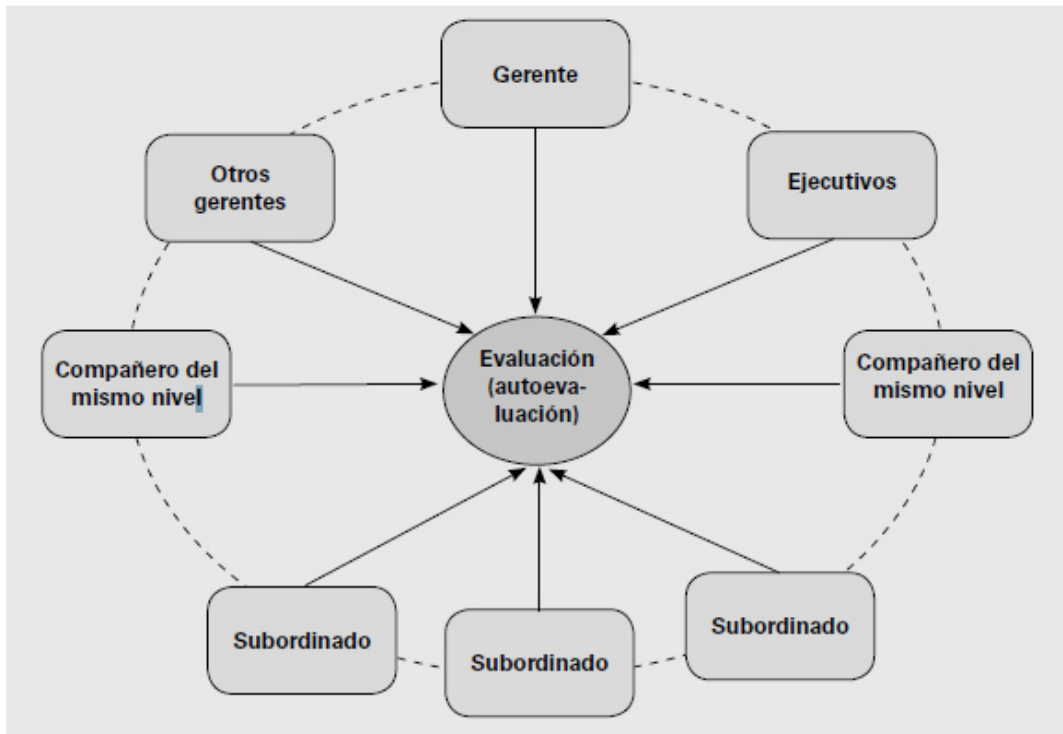 Gerente
Otros
gerentes
Ejecutivos
Compañero del
mismo nivel
Evaluación
(autoeva-
luación)
Compañero del
mismo nivel
Subordinado
Subordinado
Subordinado